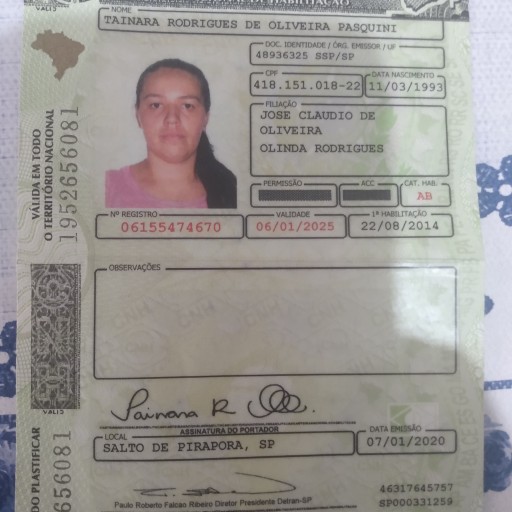 HABILITAÇÃO
NOME
TAINARA RODRIGUES DE OLIVEIRA PASQUINI
DOC. IDENTIDADE / ÓRG. EMISSOR / UF
48936325 SSP/SP
CPF
DATA NASCIMENTO
418.151.018-22
11/03/1993
FILIAÇÃO
JOSE CLAUDIO DE
OLIVEIRA
OLINDA RODRIGUES
PERMISSÃO
ACC
CAT. HAB.
AB
Nº REGISTRO
VALIDADE
1ª HABILITAÇÃO
06155474670
06/01/2025
22/08/2014
VÁLIDA EM TODO
O TERRITÓRIO NACIONAL
1952656081
OBSERVAÇÕES
Tainara R
ASSINATURA DO PORTADOR
LOCAL
DATA EMISSÃO
SALTO DE PIRAPORA, SP
07/01/2020
Paulo Roberto Falcao Ribeiro Diretor Presidente Detran-SP
46317645757
SP000331259
DO PLASTIFICAR
656081